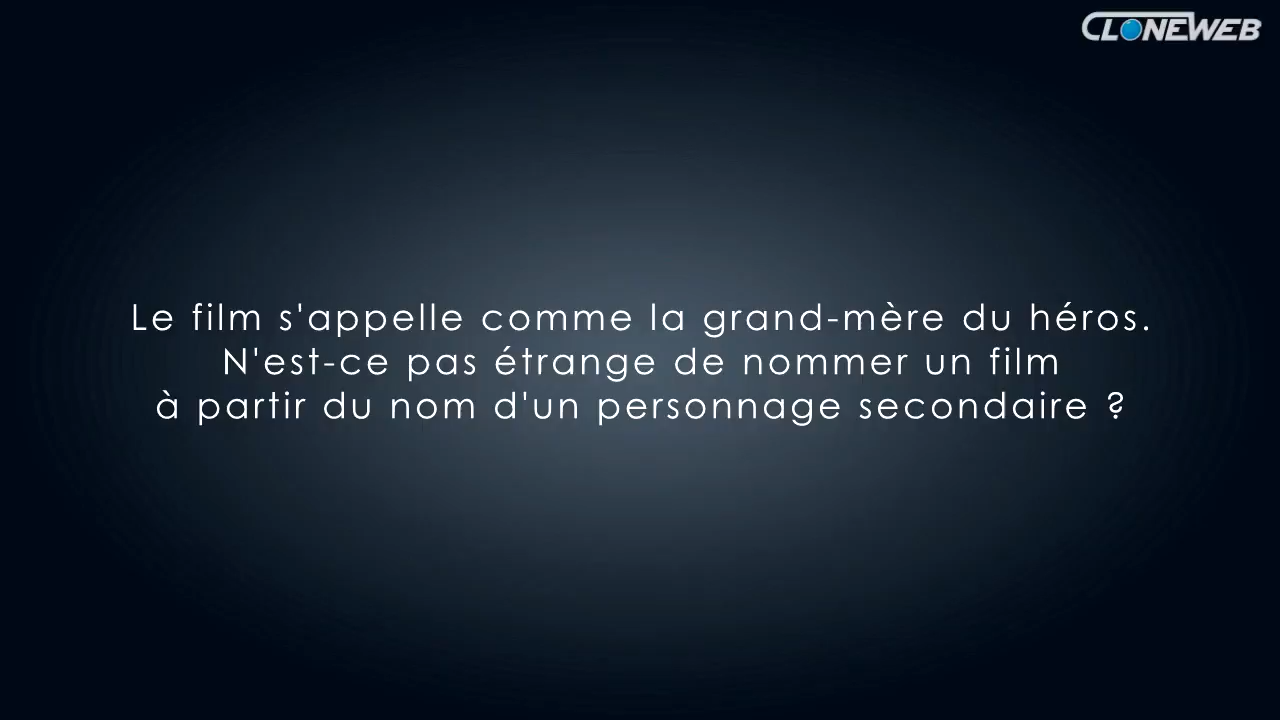 CLONEWEB
Le film s'appelle comme la grand-mère du héros.
N'est-ce pas étrange de nommer un film
à partir du nom d'un personnage secondaire ?